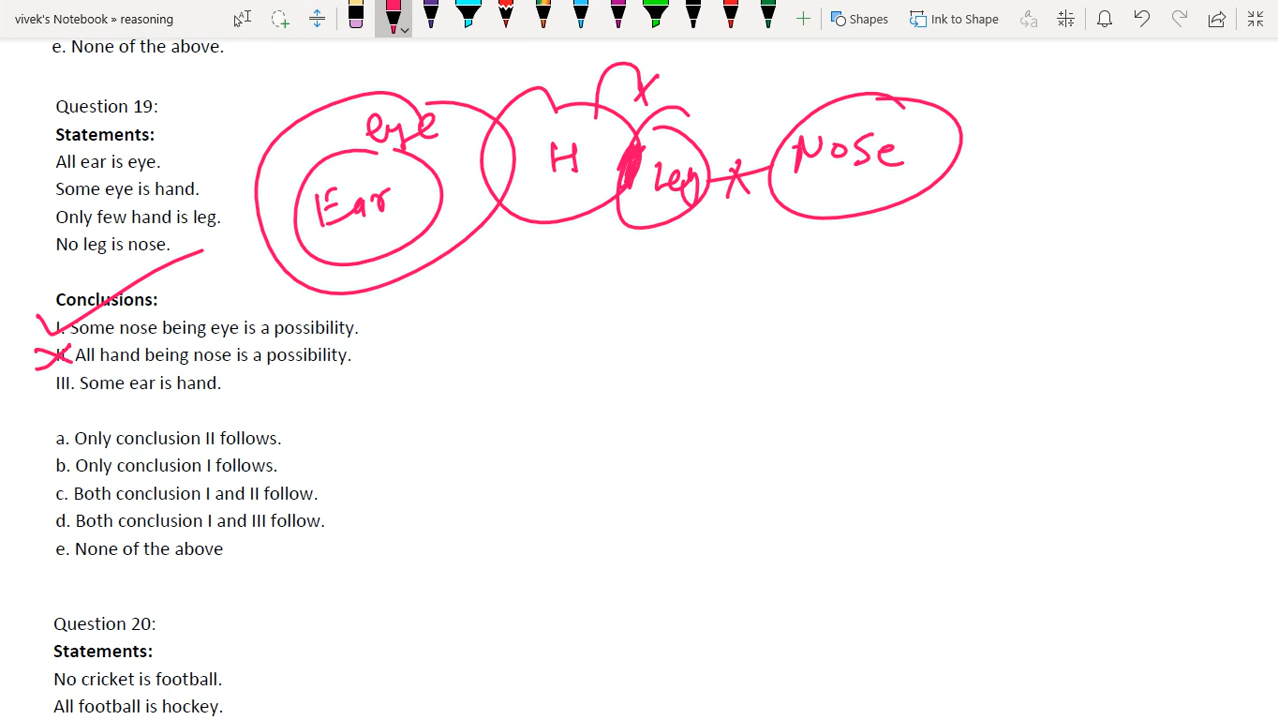 vivek's Notebook » reasoning
Shapes
Ink to Shape
e. None of the above.
Question 19:
Statements:
All ear is eye.
Some eye is hand.
Only few hand is leg.
No leg is nose.
eye
Ear
H
Leg
Nose
Conclusions:
I. Some nose being eye is a possibility.
II. All hand being nose is a possibility.
III. Some ear is hand.
a. Only conclusion II follows.
b. Only conclusion I follows.
c. Both conclusion I and II follow.
d. Both conclusion I and III follow.
e. None of the above
Question 20:
Statements:
No cricket is football.
All football is hockey.